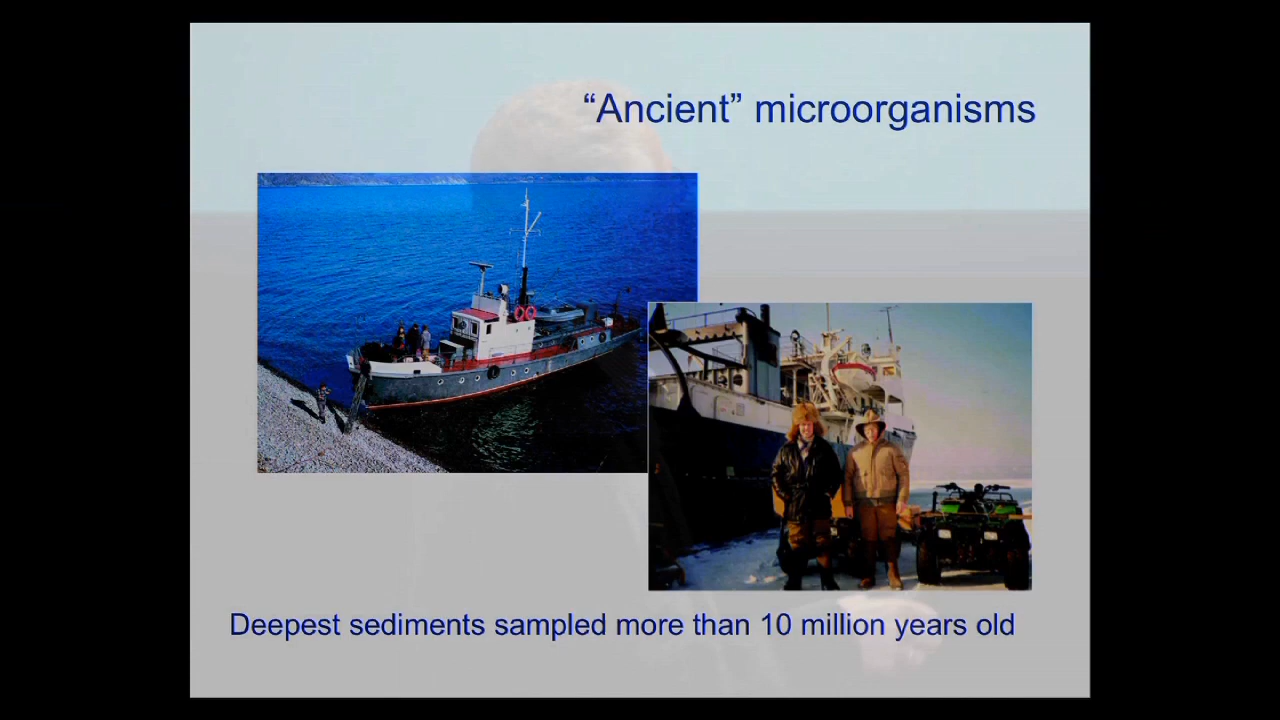 “Ancient” microorganisms
Deepest sediments sampled more than 10 million years old